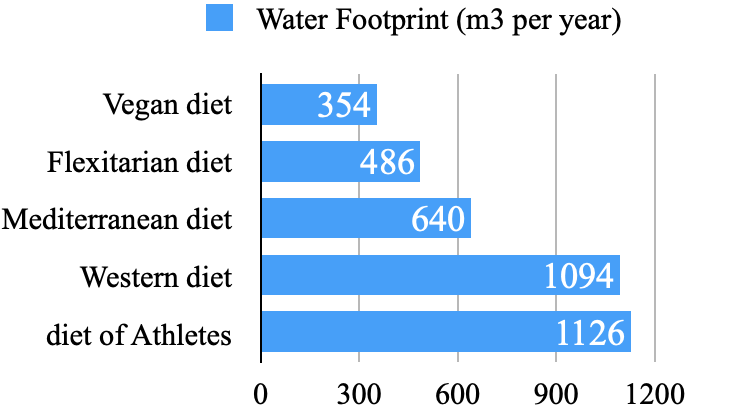 Water Footprint (m3 per year)
Vegan diet 354
Flexitarian diet 486
Mediterranean diet 640
Western diet 1094
diet of Athletes 1126
0 300 600 900 1200